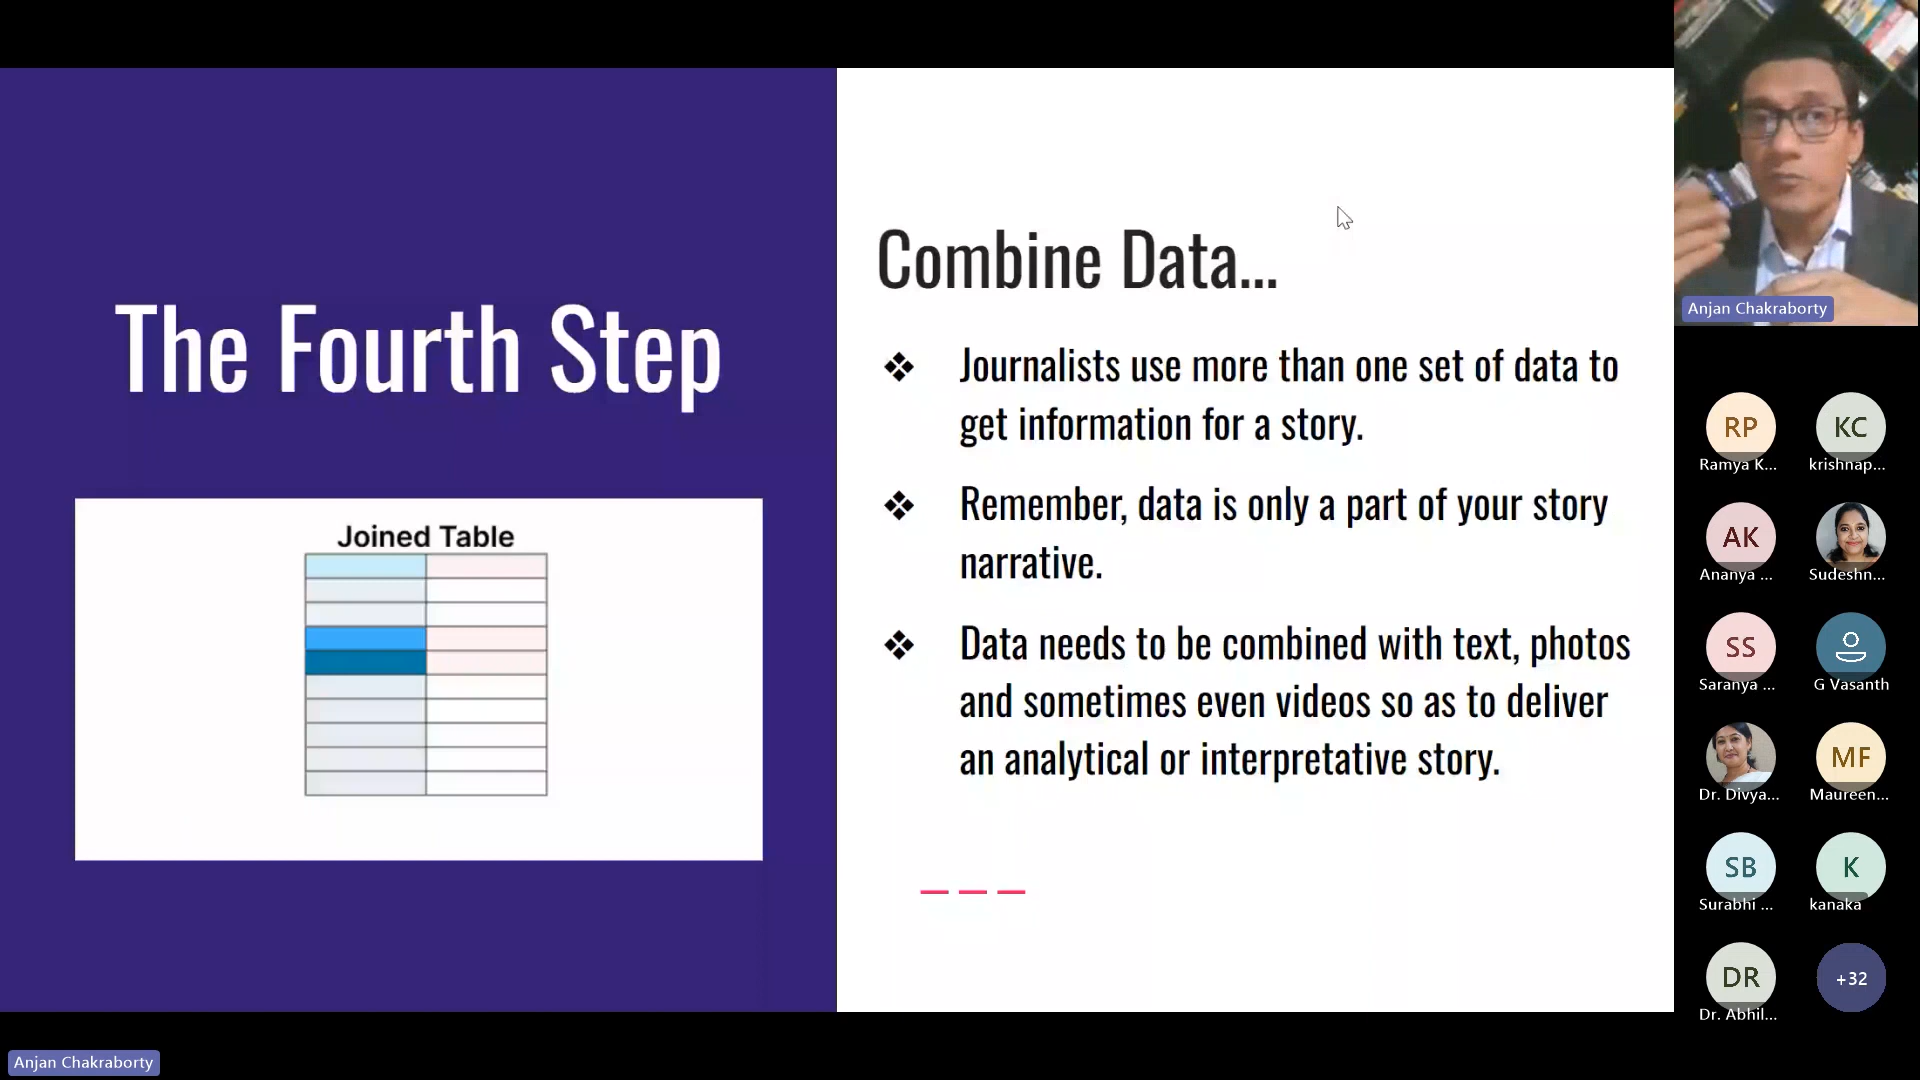 The Fourth Step
Joined Table
Combine Data...
❖ Journalists use more than one set of data to
get information for a story.
❖ Remember, data is only a part of your story
narrative.
❖ Data needs to be combined with text, photos
and sometimes even videos so as to deliver
an analytical or interpretative story.
Anjan Chakraborty
RP
Ramya K...
KC
krishnap...
AK
Ananya ...
Sudeshn...
SS
Saranya ...
G Vasanth
Dr. Divya...
MF
Maureen...
SB
Surabhi ...
K
kanaka
DR
Dr. Abhil...
+32
Anjan Chakraborty